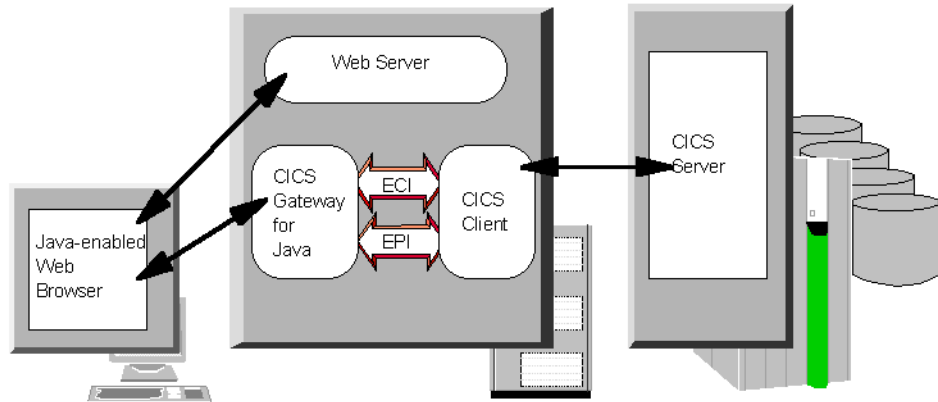 Web Server
CICS
Gateway
for
Java
ECI
EPI
CICS
Client
CICS
Server
Java-enabled
Web
Browser